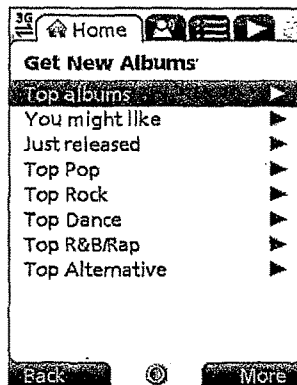 3G
Home
Get New Albums
Top albums
You might like
Just released
Top Pop
Top Rock
Top Dance
Top R&B/Rap
Top Alternative
Back More